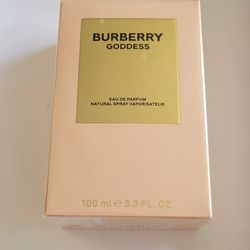 BURBERRY
GODDESS
EAU DE PARFUM
NATURAL SPRAY VAPORISATEUR
100 ml ℮ 3.3 FL. OZ.